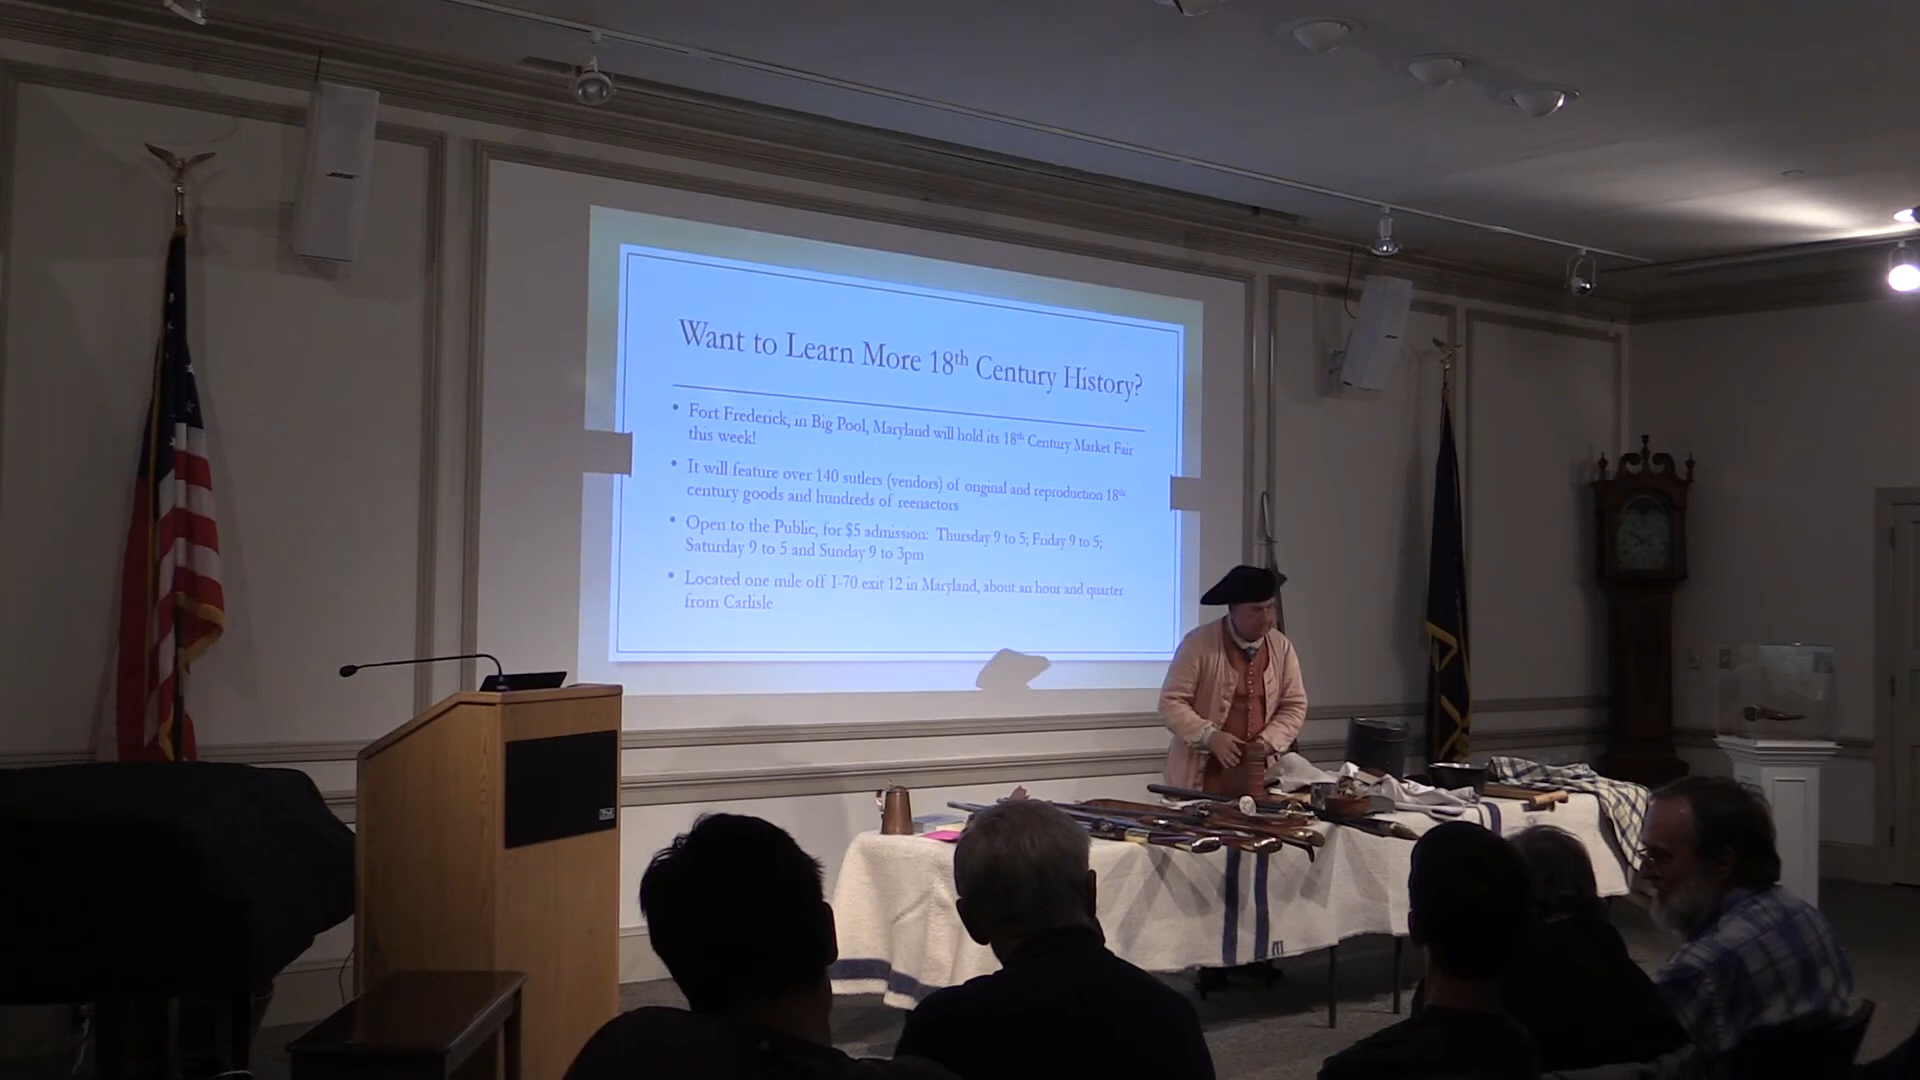 BOSE
Want to Learn More 18th Century History?
• Fort Frederick, in Big Pool, Maryland will hold its 18th Century Market Fair
this week!
• It will feature over 140 sutlers (vendors) of original and reproduction 18th
century goods and hundreds of reenactors
• Open to the Public, for $5 admission: Thursday 9 to 5; Friday 9 to 5;
Saturday 9 to 5 and Sunday 9 to 3pm
• Located one mile off I-70 exit 12 in Maryland, about an hour and quarter
from Carlisle